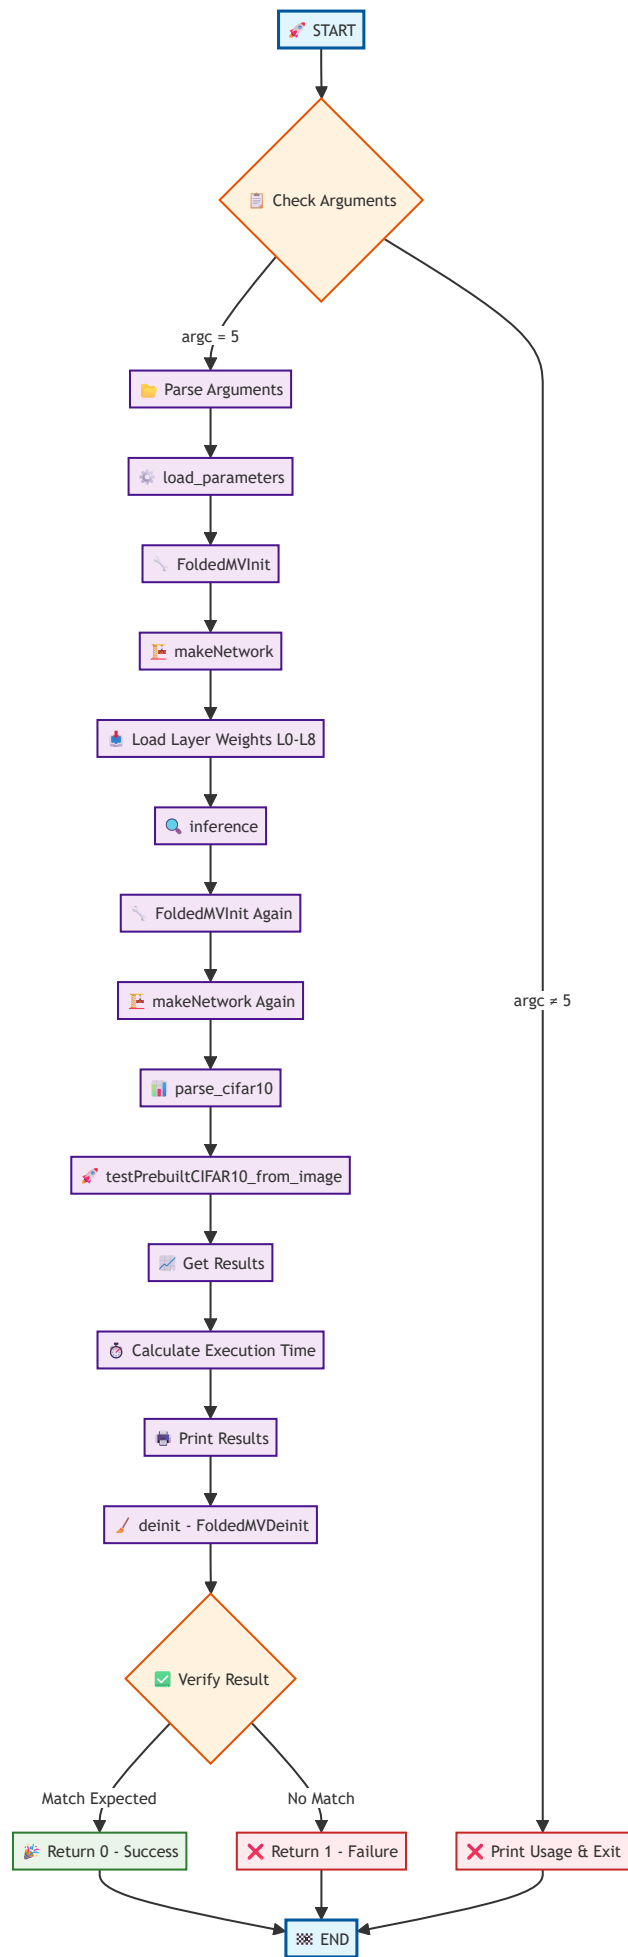 🚀 START
📋 Check Arguments
argc = 5
📂 Parse Arguments
⚙️ load_parameters
🔧 FoldedMVInit
🏗️ makeNetwork
📥 Load Layer Weights L0-L8
🔍 inference
🔧 FoldedMVInit Again
🏗️ makeNetwork Again
argc ≠ 5
📊 parse_cifar10
🚀 testPrebuiltCIFAR10_from_image
📈 Get Results
⏱️ Calculate Execution Time
🖨️ Print Results
🧹 deinit - FoldedMVDeinit
✅ Verify Result
Match Expected
No Match
🎉 Return 0 - Success
❌ Return 1 - Failure
❌ Print Usage & Exit
🏁 END